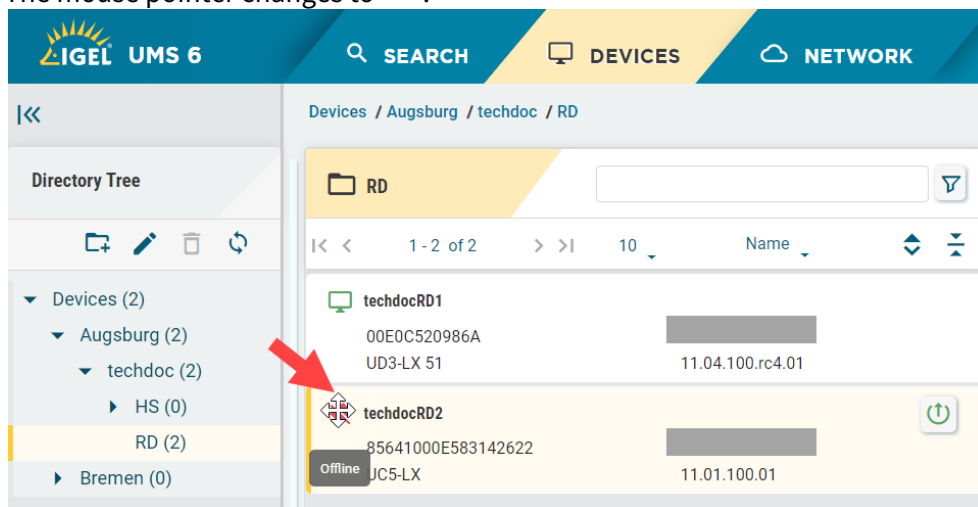 The mouse pointer changes to
IGEL UMS 6
SEARCH
DEVICES
NETWORK
Devices / Augsburg / techdoc / RD
Directory Tree
RD
1 - 2 of 2
10
Name
Devices (2)
Augsburg (2)
techdoc (2)
HS (0)
RD (2)
Bremen (0)
techdocRD1
00E0C520986A
UD3-LX 51
11.04.100.rc4.01
techdocRD2
85641000E583142622
Offline
UC5-LX
11.01.100.01